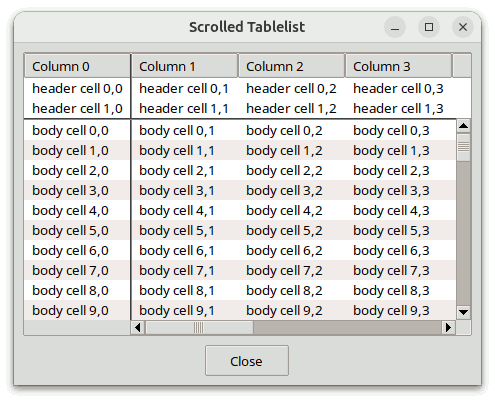 Scrolled Tablelist
Column 0 Column 1 Column 2 Column 3
header cell 0,0 header cell 0,1 header cell 0,2 header cell 0,3
header cell 1,0 header cell 1,1 header cell 1,2 header cell 1,3
body cell 0,0 body cell 0,1 body cell 0,2 body cell 0,3
body cell 1,0 body cell 1,1 body cell 1,2 body cell 1,3
body cell 2,0 body cell 2,1 body cell 2,2 body cell 2,3
body cell 3,0 body cell 3,1 body cell 3,2 body cell 3,3
body cell 4,0 body cell 4,1 body cell 4,2 body cell 4,3
body cell 5,0 body cell 5,1 body cell 5,2 body cell 5,3
body cell 6,0 body cell 6,1 body cell 6,2 body cell 6,3
body cell 7,0 body cell 7,1 body cell 7,2 body cell 7,3
body cell 8,0 body cell 8,1 body cell 8,2 body cell 8,3
body cell 9,0 body cell 9,1 body cell 9,2 body cell 9,3
Close